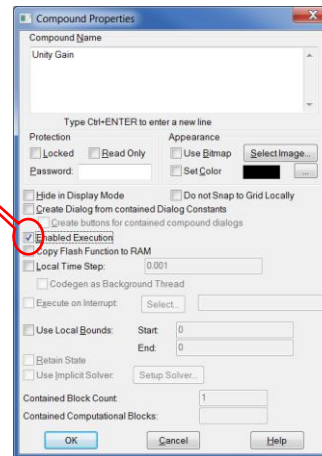 Compound Properties
Compound Name
Unity Gain
Type Ctrl+ENTER to enter a new line
Protection
Appearance
Locked
Read Only
Use Bitmap
Select Image...
Password:
Set Color
...
Hide in Display Mode
Do not Snap to Grid Locally
Create Dialog from contained Dialog Constants
Create buttons for contained compound dialogs
Enabled Execution
Copy Flash Function to RAM
Local Time Step:
0.001
Codegen as Background Thread
Execute on Interrupt:
Select...
Use Local Bounds:
Start:
0
End:
0
Retain State
Use Implicit Solver:
Setup Solver...
Contained Block Count:
1
Contained Computational Blocks:
OK
Cancel
Help